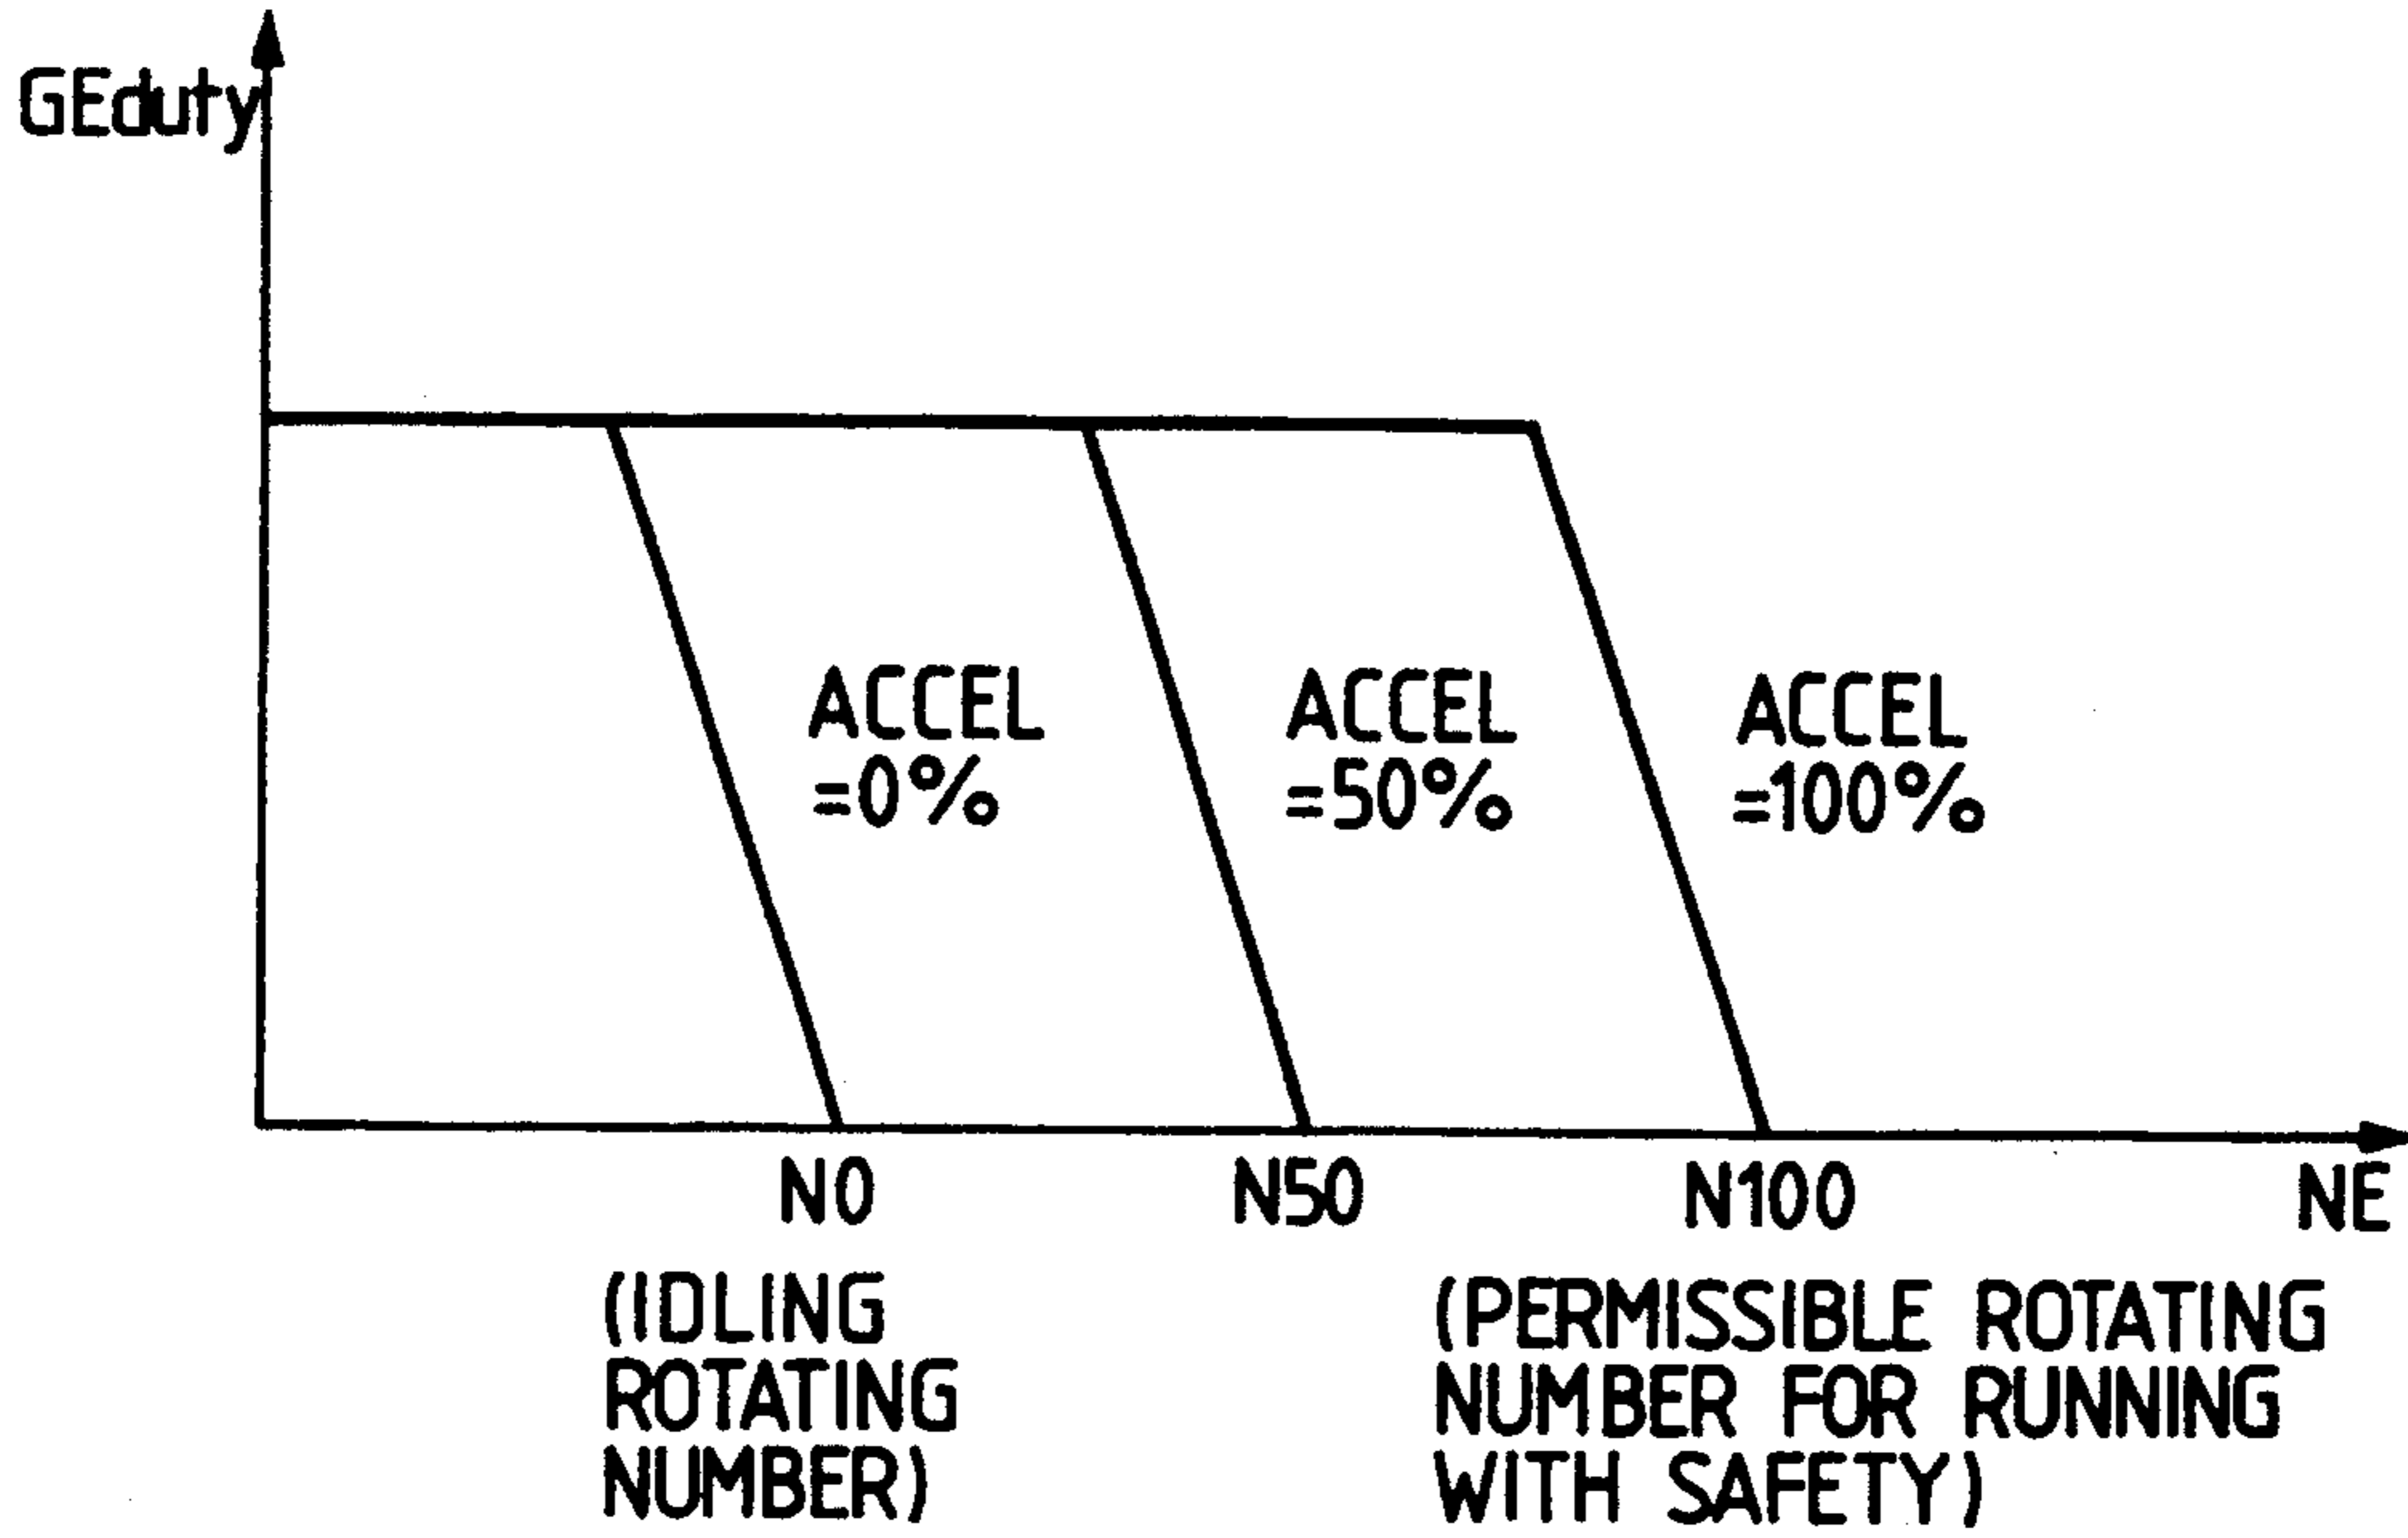 GEduty
ACCEL
=0%
ACCEL
=50%
ACCEL
=100%
N0
N50
N100
NE
(IDLING
ROTATING
NUMBER)
(PERMISSIBLE ROTATING
NUMBER FOR RUNNING
WITH SAFETY)